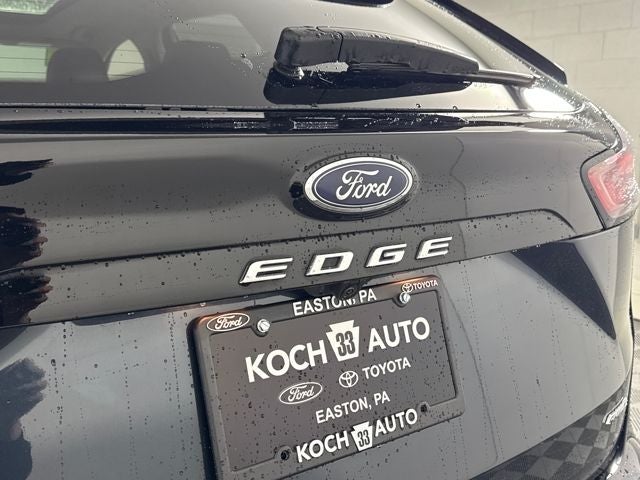 Ford
EDGE
EASTON, PA
Ford
TOYOTA
KOCH 33 AUTO
Ford
TOYOTA
EASTON, PA
KOCH 33 AUTO